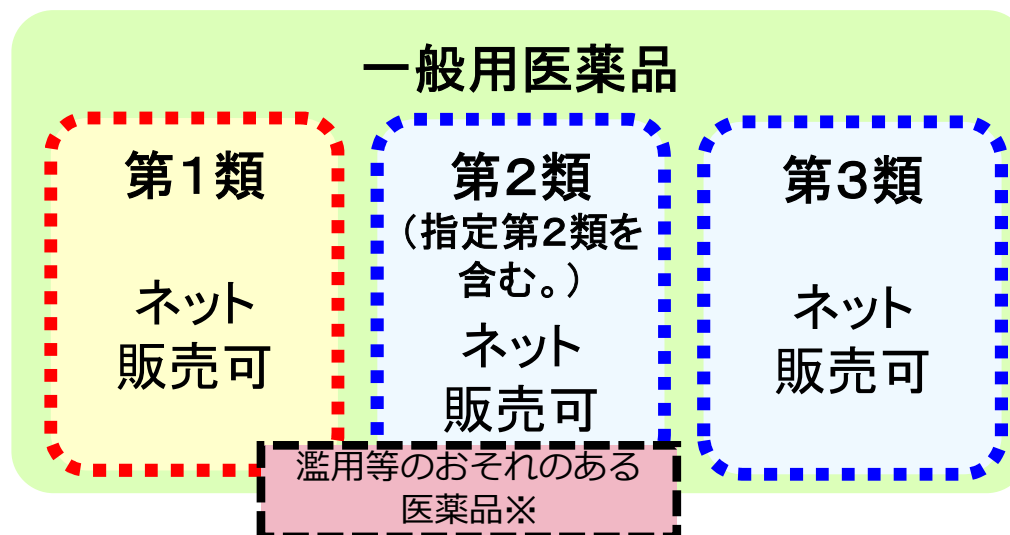 一般用医薬品
第１類
ネット
販売可
第２類
（指定第２類を
含む。）
ネット
販売可
第３類
ネット
販売可
濫用等のおそれのある
医薬品※